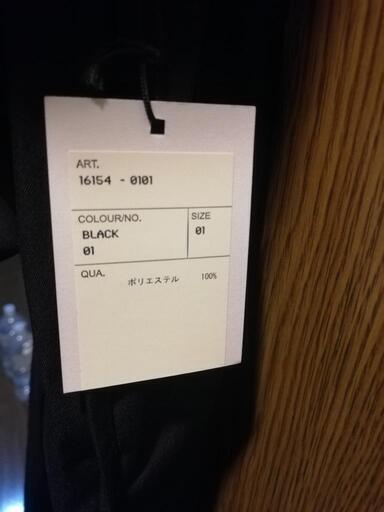 ART.
16154 - 0101
COLOUR/NO. SIZE
BLACK 01
01
QUA.
ポリエステル 100%